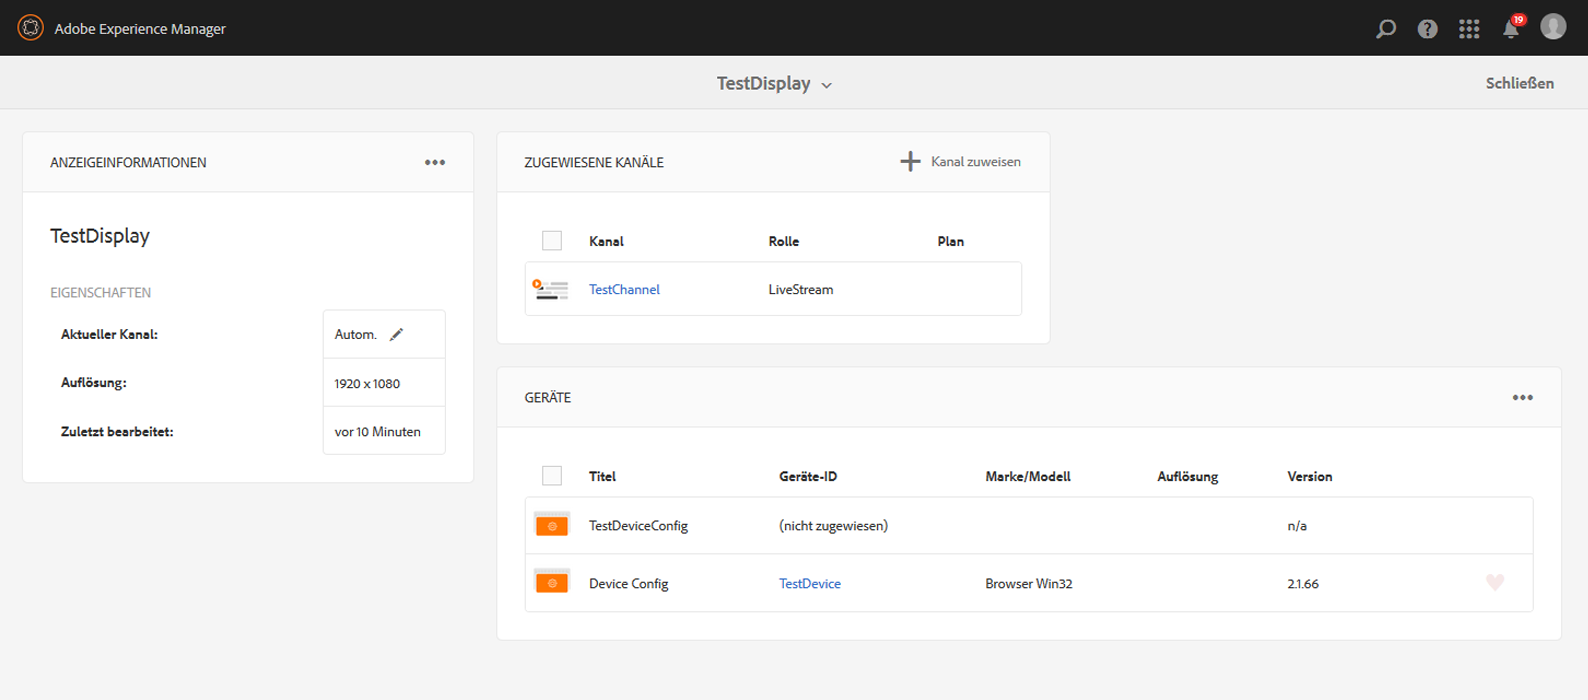 Adobe Experience Manager
19
TestDisplay
Schließen
ANZEIGEINFORMATIONEN
TestDisplay
EIGENSCHAFTEN
Aktueller Kanal: Autom.
Auflösung: 1920 x 1080
Zuletzt bearbeitet: vor 10 Minuten
ZUGEWIESENE KANÄLE Kanal zuweisen
Kanal Rolle Plan
TestChannel LiveStream
GERÄTE
Titel Geräte-ID Marke/Modell Auflösung Version
TestDeviceConfig (nicht zugewiesen) n/a
Device Config TestDevice Browser Win32 2.1.66